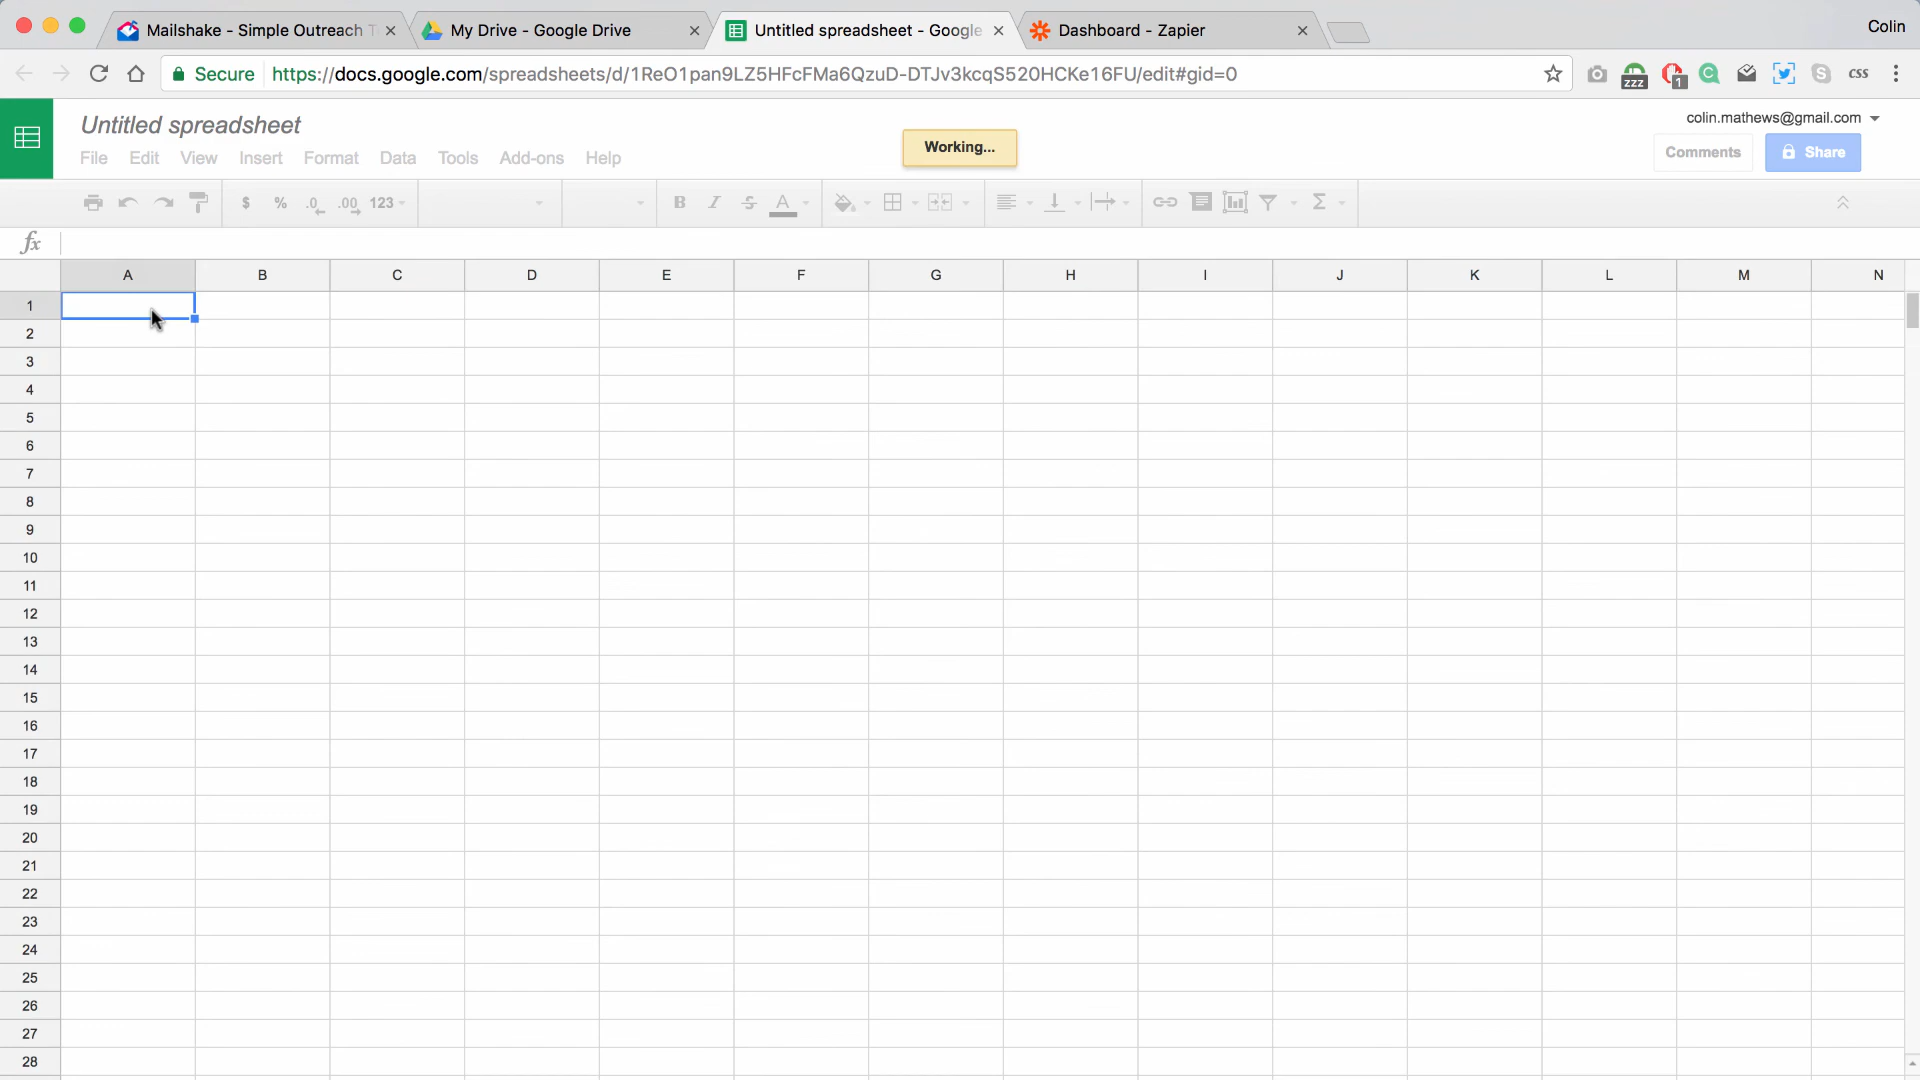 Mailshake - Simple Outreach T
My Drive - Google Drive
Untitled spreadsheet - Google
Dashboard - Zapier
Colin
Secure https://docs.google.com/spreadsheets/d/1ReO1pan9LZ5HFcFMa6QzuD-DTJv3kcqS520HCKe16FU/edit#gid=0
zzz
1
css
Untitled spreadsheet
Working...
colin.mathews@gmail.com
File Edit View Insert Format Data Tools Add-ons Help
Comments
Share
$ % .0 .00 123
B I S A
fx
A B C D E F G H I J K L M N
1
2
3
4
5
6
7
8
9
10
11
12
13
14
15
16
17
18
19
20
21
22
23
24
25
26
27
28